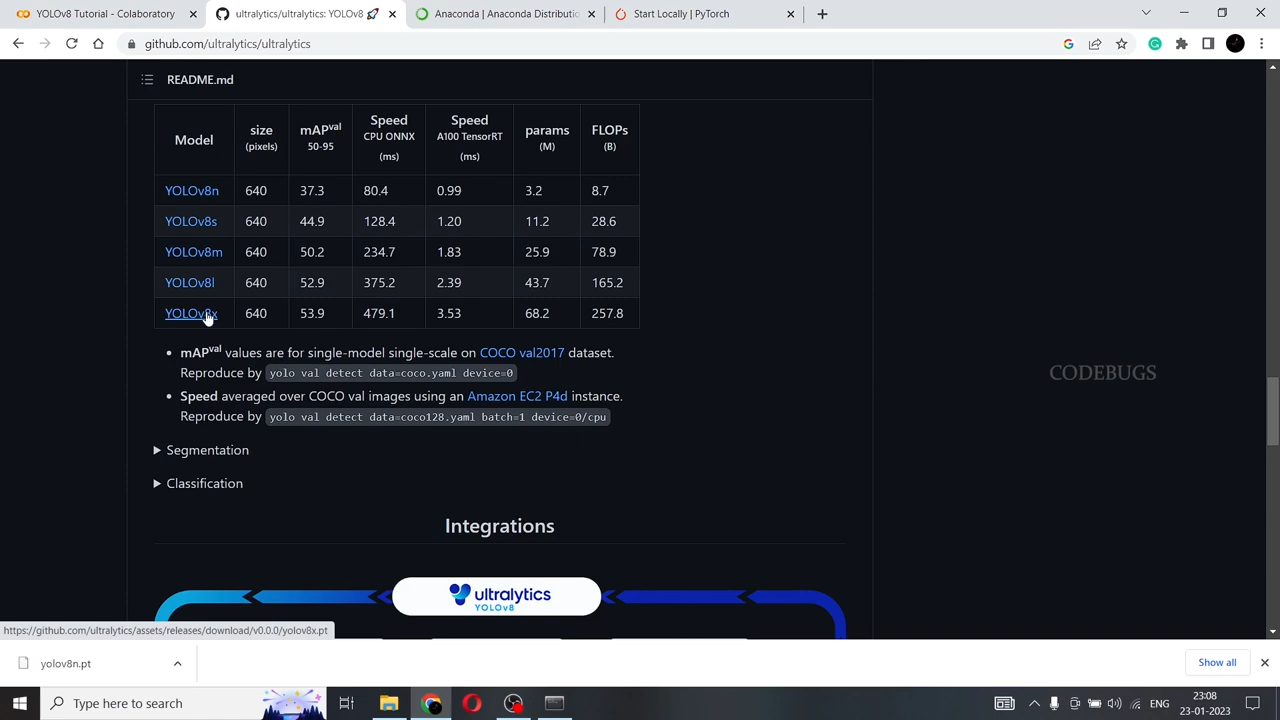 YOLOv8 Tutorial - Colaboratory
ultralytics/ultralytics: YOLOv8 🚀
Anaconda | Anaconda Distributio
Start Locally | PyTorch
github.com/ultralytics/ultralytics
README.md
Model size (pixels) mAPval 50-95 Speed CPU ONNX (ms) Speed A100 TensorRT (ms) params (M) FLOPs (B)
YOLOv8n 640 37.3 80.4 0.99 3.2 8.7
YOLOv8s 640 44.9 128.4 1.20 11.2 28.6
YOLOv8m 640 50.2 234.7 1.83 25.9 78.9
YOLOv8l 640 52.9 375.2 2.39 43.7 165.2
YOLOv8x 640 53.9 479.1 3.53 68.2 257.8
• mAPval values are for single-model single-scale on COCO val2017 dataset.
Reproduce by yolo val detect data=coco.yaml device=0
• Speed averaged over COCO val images using an Amazon EC2 P4d instance.
Reproduce by yolo val detect data=coco128.yaml batch=1 device=0/cpu
CODEBUGS
Segmentation
Classification
Integrations
ultralytics
YOLOv8
https://github.com/ultralytics/assets/releases/download/v0.0.0/yolov8x.pt
yolov8n.pt
Show all
Type here to search
ENG
23:08
23-01-2023